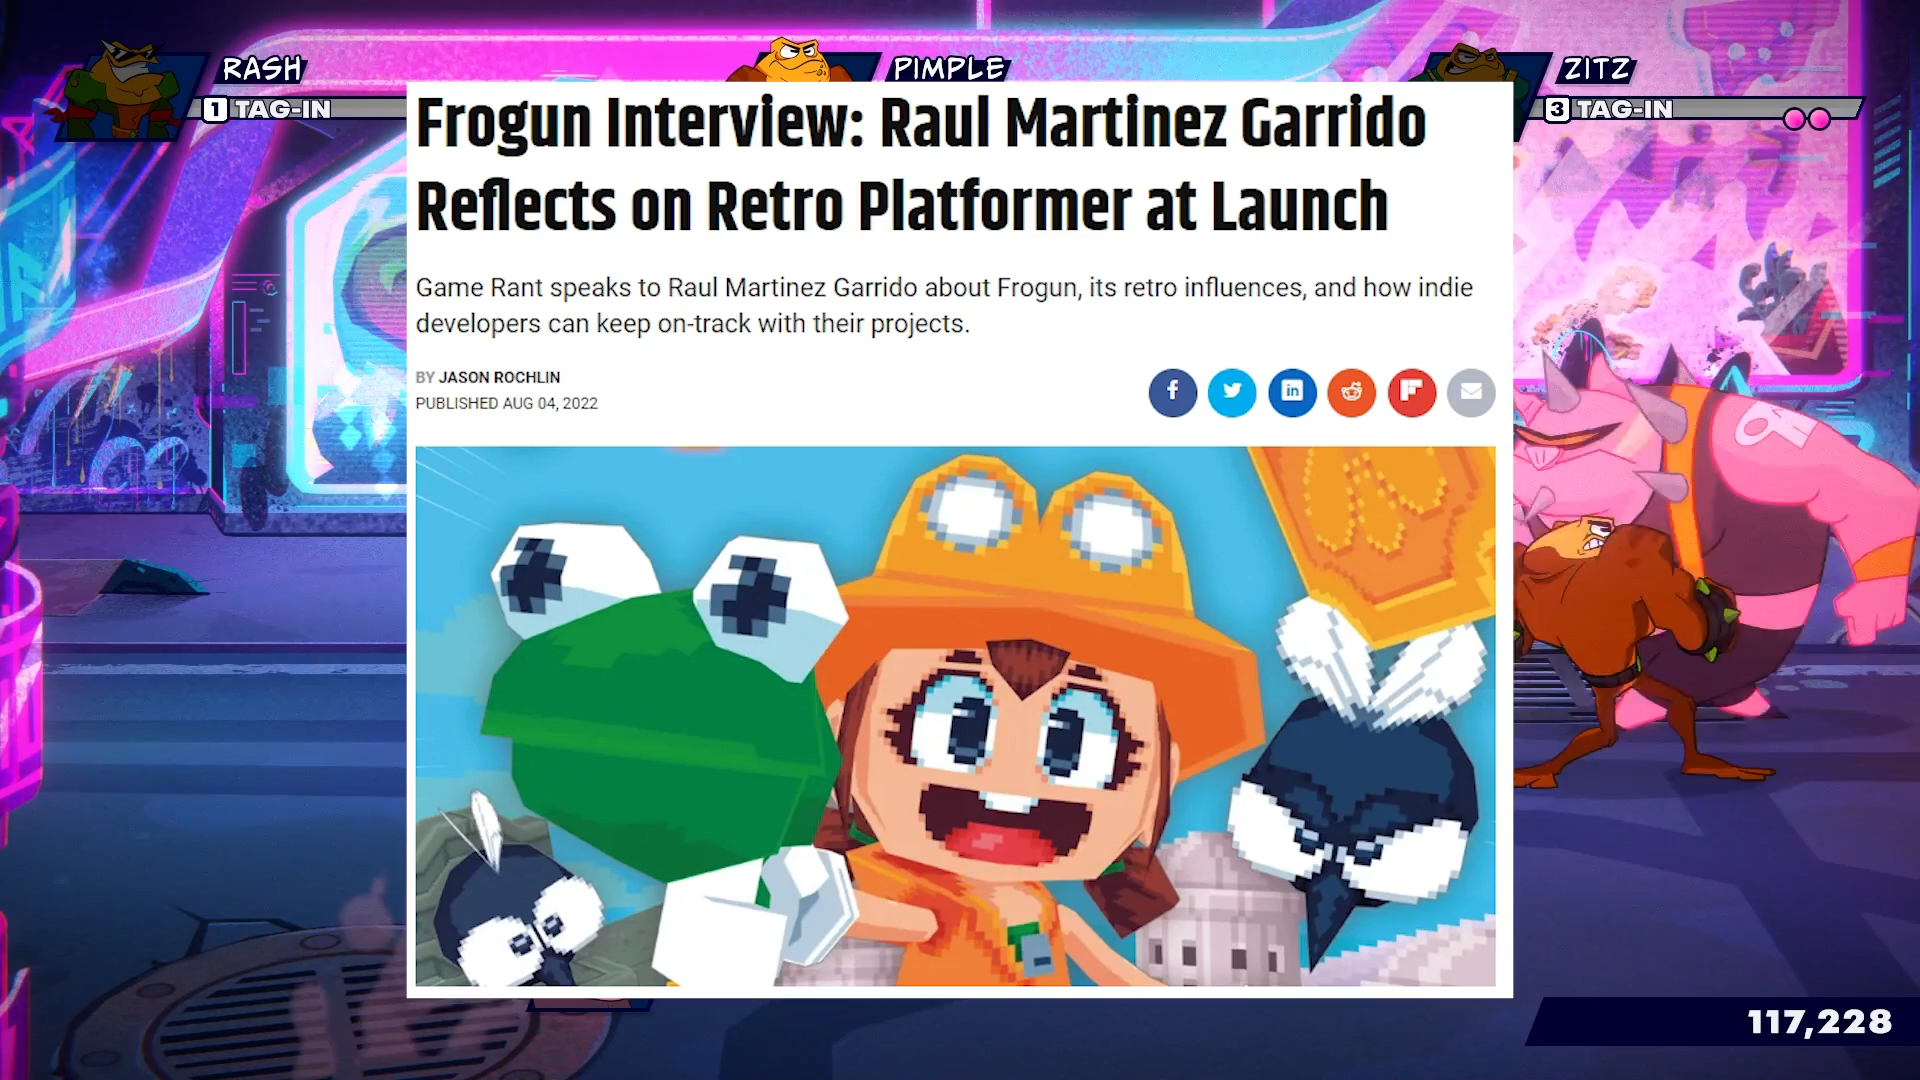 RASH
1 TAG-IN
PIMPLE
ZITZ
3 TAG-IN
Frogun Interview: Raul Martinez Garrido
Reflects on Retro Platformer at Launch
Game Rant speaks to Raul Martinez Garrido about Frogun, its retro influences, and how indie
developers can keep on-track with their projects.
BY JASON ROCHLIN
PUBLISHED AUG 04, 2022
f
in
117,228